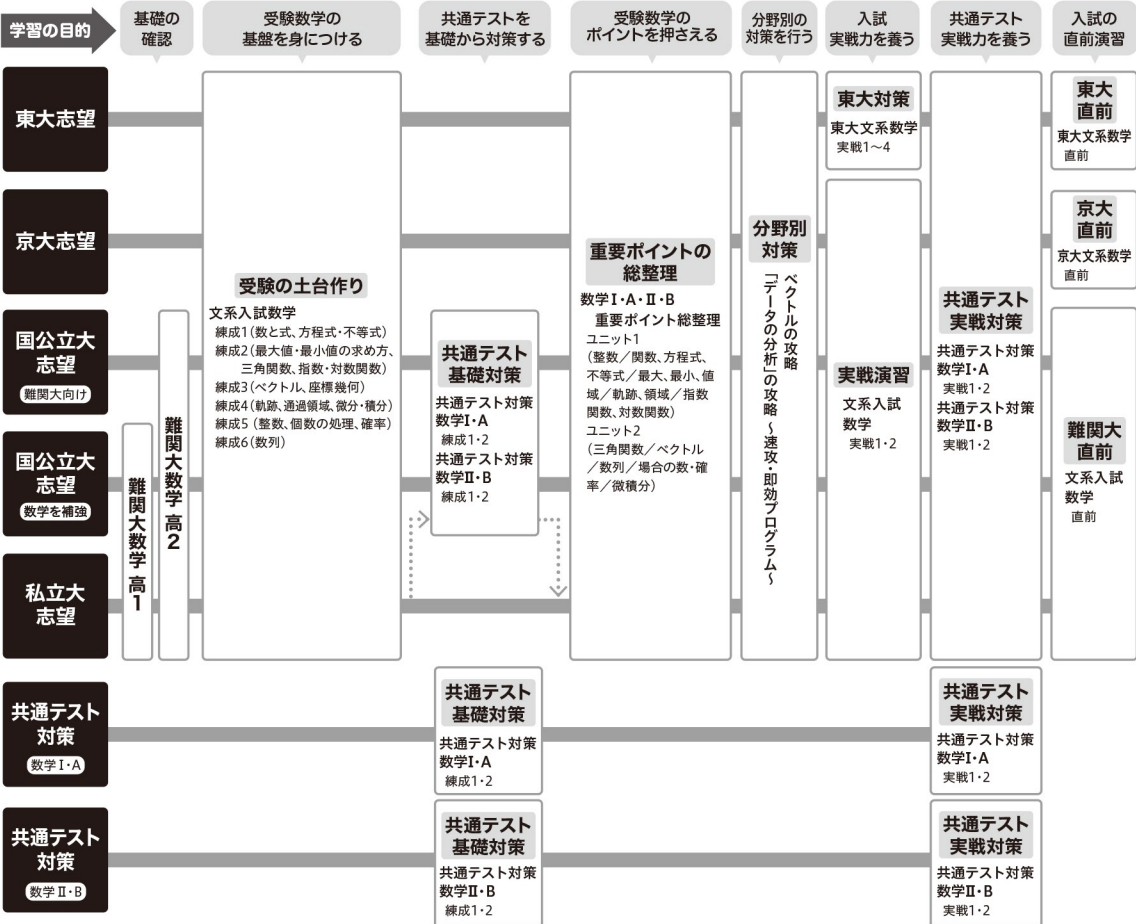 学習の目的
基礎の
確認
受験数学の
基盤を身につける
共通テストを
基礎から対策する
受験数学の
ポイントを押さえる
分野別の
対策を行う
入試
実戦力を養う
共通テスト
実戦力を養う
入試の
直前演習
東大志望
京大志望
国公立大
志望
難関大向け
国公立大
志望
数学を補強
私立大
志望
共通テスト
対策
数学Ⅰ・A
共通テスト
対策
数学Ⅱ・B
難関大数学 高1
難関大数学 高2
受験の土台作り
文系入試数学
練成1(数と式、方程式・不等式)
練成2(最大値・最小値の求め方、
三角関数、指数・対数関数)
練成3(ベクトル、座標幾何)
練成4(軌跡、通過領域、微分・積分)
練成5(整数、個数の処理、確率)
練成6(数列)
共通テスト
基礎対策
共通テスト対策
数学Ⅰ・A
練成1・2
共通テスト対策
数学Ⅱ・B
練成1・2
重要ポイントの
総整理
数学Ⅰ・A・Ⅱ・B
重要ポイント総整理
ユニット1
(整数/関数、方程式、
不等式/最大、最小、値
域/軌跡、領域/指数
関数、対数関数)
ユニット2
(三角関数/ベクトル
/数列/場合の数・確
率/微積分)
分野別
対策
ベクトルの攻略
「データの分析」の攻略 ~速攻・即効プログラム~
東大対策
東大文系数学
実戦1~4
実戦演習
文系入試
数学
実戦1・2
共通テスト
実戦対策
共通テスト対策
数学Ⅰ・A
実戦1・2
共通テスト対策
数学Ⅱ・B
実戦1・2
東大
直前
東大文系数学
直前
京大
直前
京大文系数学
直前
難関大
直前
文系入試
数学
直前
共通テスト
基礎対策
共通テスト対策
数学Ⅰ・A
練成1・2
共通テスト
実戦対策
共通テスト対策
数学Ⅰ・A
実戦1・2
共通テスト
基礎対策
共通テスト対策
数学Ⅱ・B
練成1・2
共通テスト
実戦対策
共通テスト対策
数学Ⅱ・B
実戦1・2